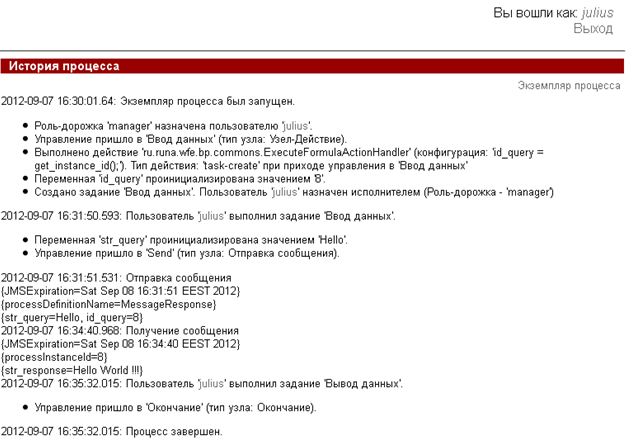 Вы вошли как: julius
Выход
История процесса
Экземпляр процесса
2012-09-07 16:30:01.64: Экземпляр процесса был запущен.
Роль-дорожка 'manager' назначена пользователю 'julius'.
Управление пришло в 'Ввод данных' (тип узла: Узел-Действие).
Выполнено действие 'ru.runa.wfe.bp.commons.ExecuteFormulaActionHandler' (конфигурация: 'id_query =
get_instance_id();'). Тип действия: 'task-create' при приходе управления в 'Ввод данных'
Переменная 'id_query' проинициализирована значением '8'.
Создано задание 'Ввод данных'. Пользователь 'julius' назначен исполнителем (Роль-дорожка - 'manager')
2012-09-07 16:31:50.593: Пользователь 'julius' выполнил задание 'Ввод данных'.
Переменная 'str_query' проинициализирована значением 'Hello'.
Управление пришло в 'Send' (тип узла: Отправка сообщения).
2012-09-07 16:31:51.531: Отправка сообщения
{JMSExpiration=Sat Sep 08 16:31:51 EEST 2012}
{processDefinitionName=MessageResponse}
{str_query=Hello, id_query=8}
2012-09-07 16:34:40.968: Получение сообщения
{JMSExpiration=Sat Sep 08 16:34:40 EEST 2012}
{processInstanceId=8}
{str_response=Hello World !!!}
2012-09-07 16:35:32.015: Пользователь 'julius' выполнил задание 'Вывод данных'.
Управление пришло в 'Окончание' (тип узла: Окончание).
2012-09-07 16:35:32.015: Процесс завершен.